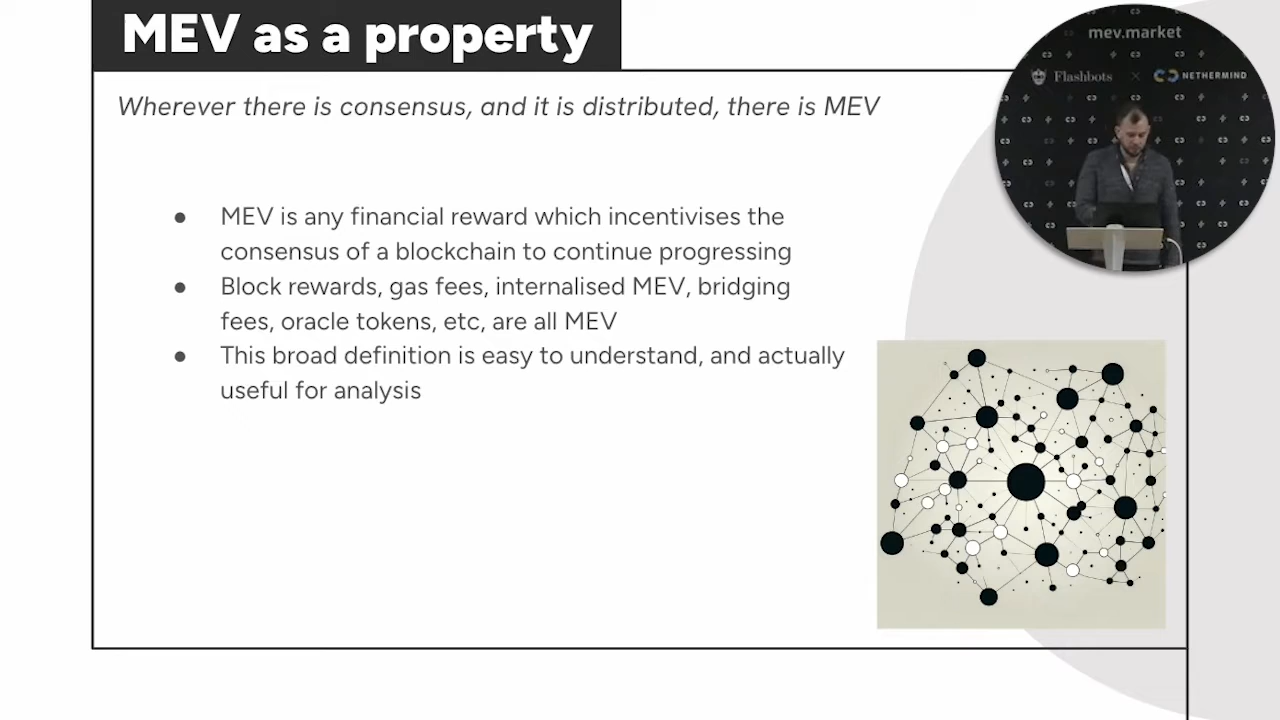 MEV as a property
mev.market
Flashbots × NETHERMIND
Wherever there is consensus, and it is distributed, there is MEV
● MEV is any financial reward which incentivises the
consensus of a blockchain to continue progressing
● Block rewards, gas fees, internalised MEV, bridging
fees, oracle tokens, etc, are all MEV
● This broad definition is easy to understand, and actually
useful for analysis